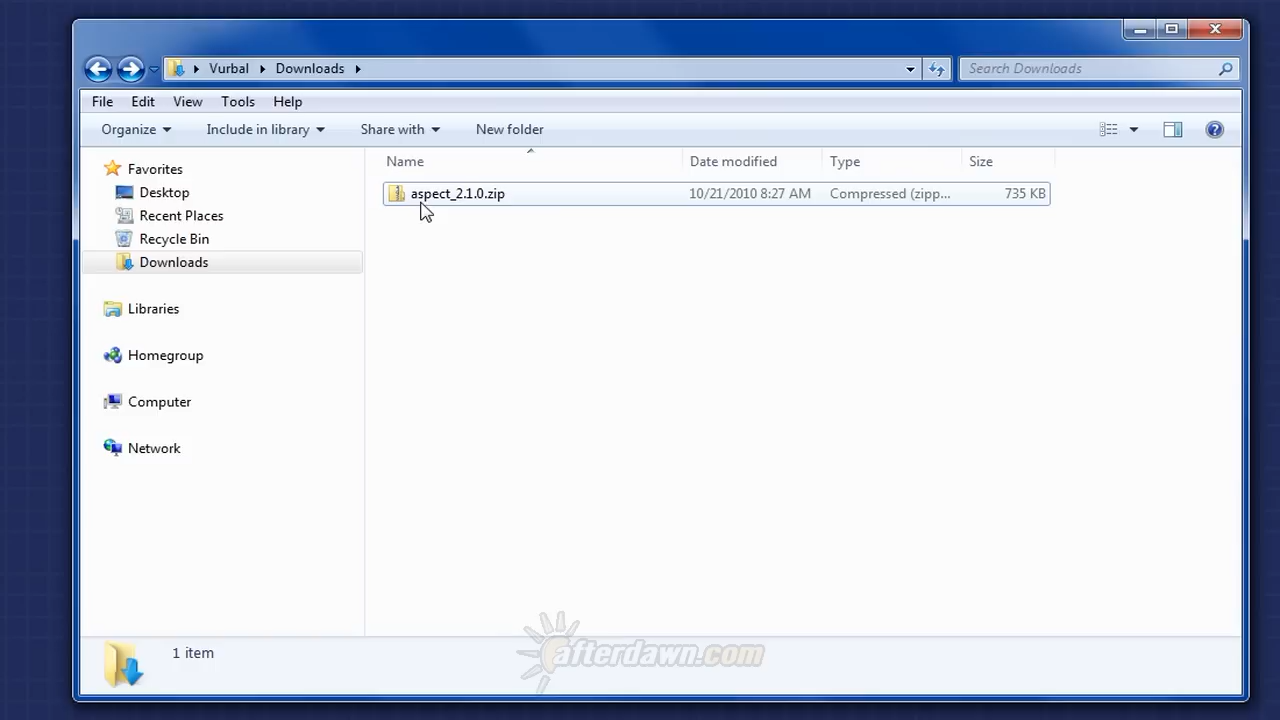 Vurbal Downloads
Search Downloads
File Edit View Tools Help
Organize Include in library Share with New folder
Favorites
Desktop
Recent Places
Recycle Bin
Downloads
Libraries
Homegroup
Computer
Network
Name Date modified Type Size
aspect_2.1.0.zip 10/21/2010 8:27 AM Compressed (zipp... 735 KB
1 item
afterdawn.com